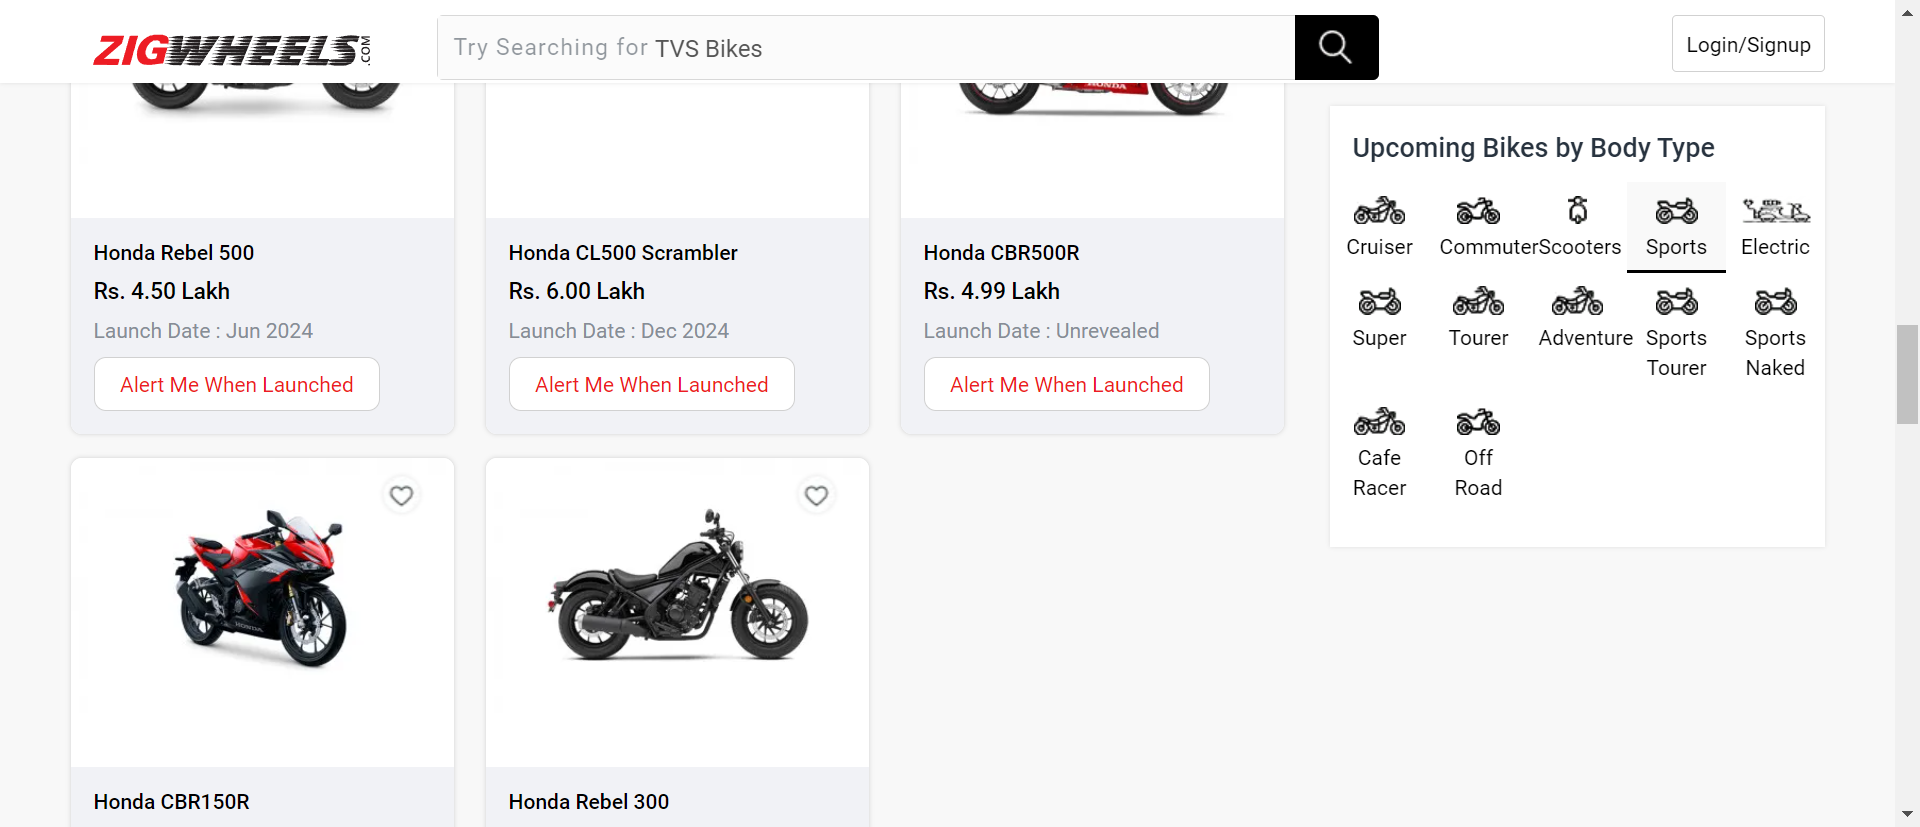 ZIGWHEELS.COM
Try Searching for TVS Bikes
Login/Signup
HONDA
Honda Rebel 500
Rs. 4.50 Lakh
Launch Date : Jun 2024
Alert Me When Launched
Honda CL500 Scrambler
Rs. 6.00 Lakh
Launch Date : Dec 2024
Alert Me When Launched
Honda CBR500R
Rs. 4.99 Lakh
Launch Date : Unrevealed
Alert Me When Launched
HONDA
Honda CBR150R
Honda Rebel 300
Upcoming Bikes by Body Type
Cruiser
Commuter
Scooters
Sports
Electric
Super
Tourer
Adventure
Sports
Tourer
Sports
Naked
Cafe
Racer
Off
Road